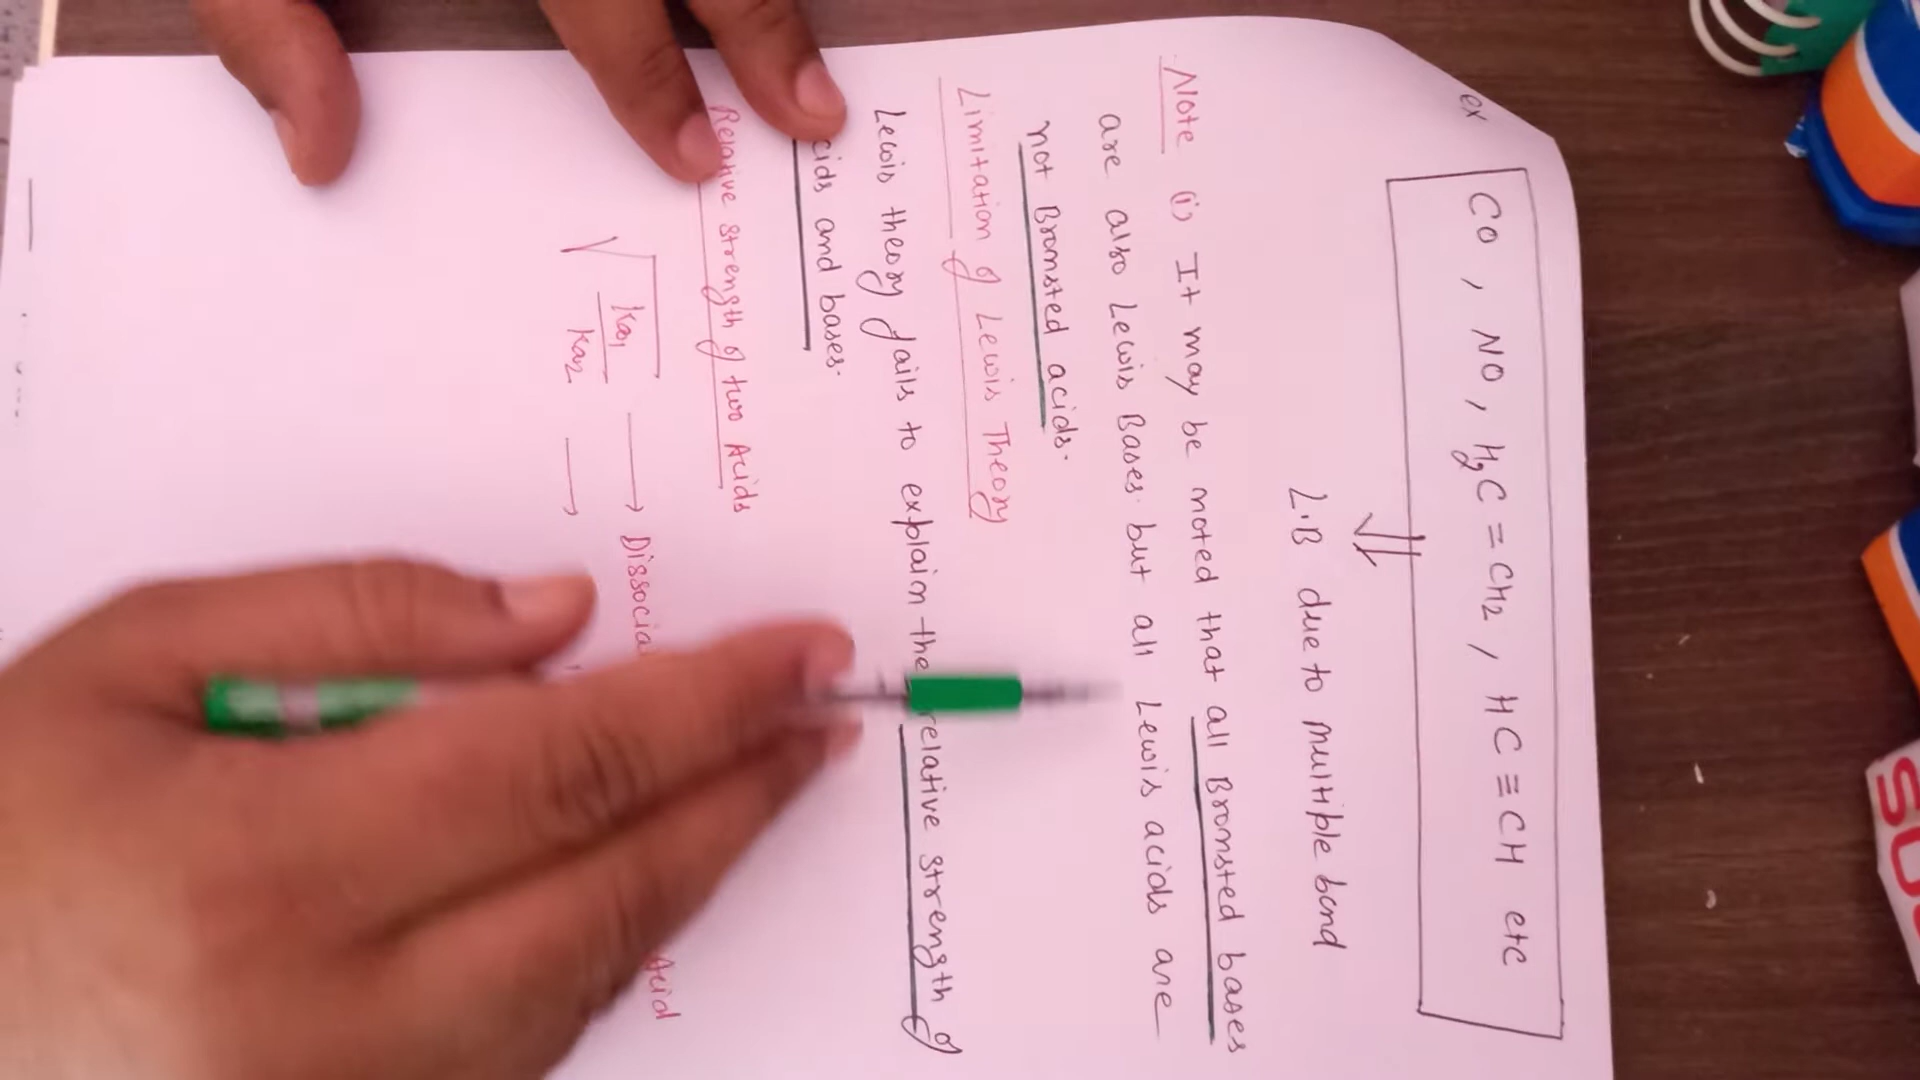 ex
CO, NO, H2C = CH2, HC ≡ CH etc
L.B due to multiple bond
Note (i) It may be noted that all Bronsted bases
are also Lewis Bases but all Lewis acids are
not Bronsted acids.
Limitation of Lewis Theory
Lewis theory fails to explain the relative strength of
cids and bases.
Relative strength of two Acids
√ Ka1 / Ka2 → Dissocia Acid
→